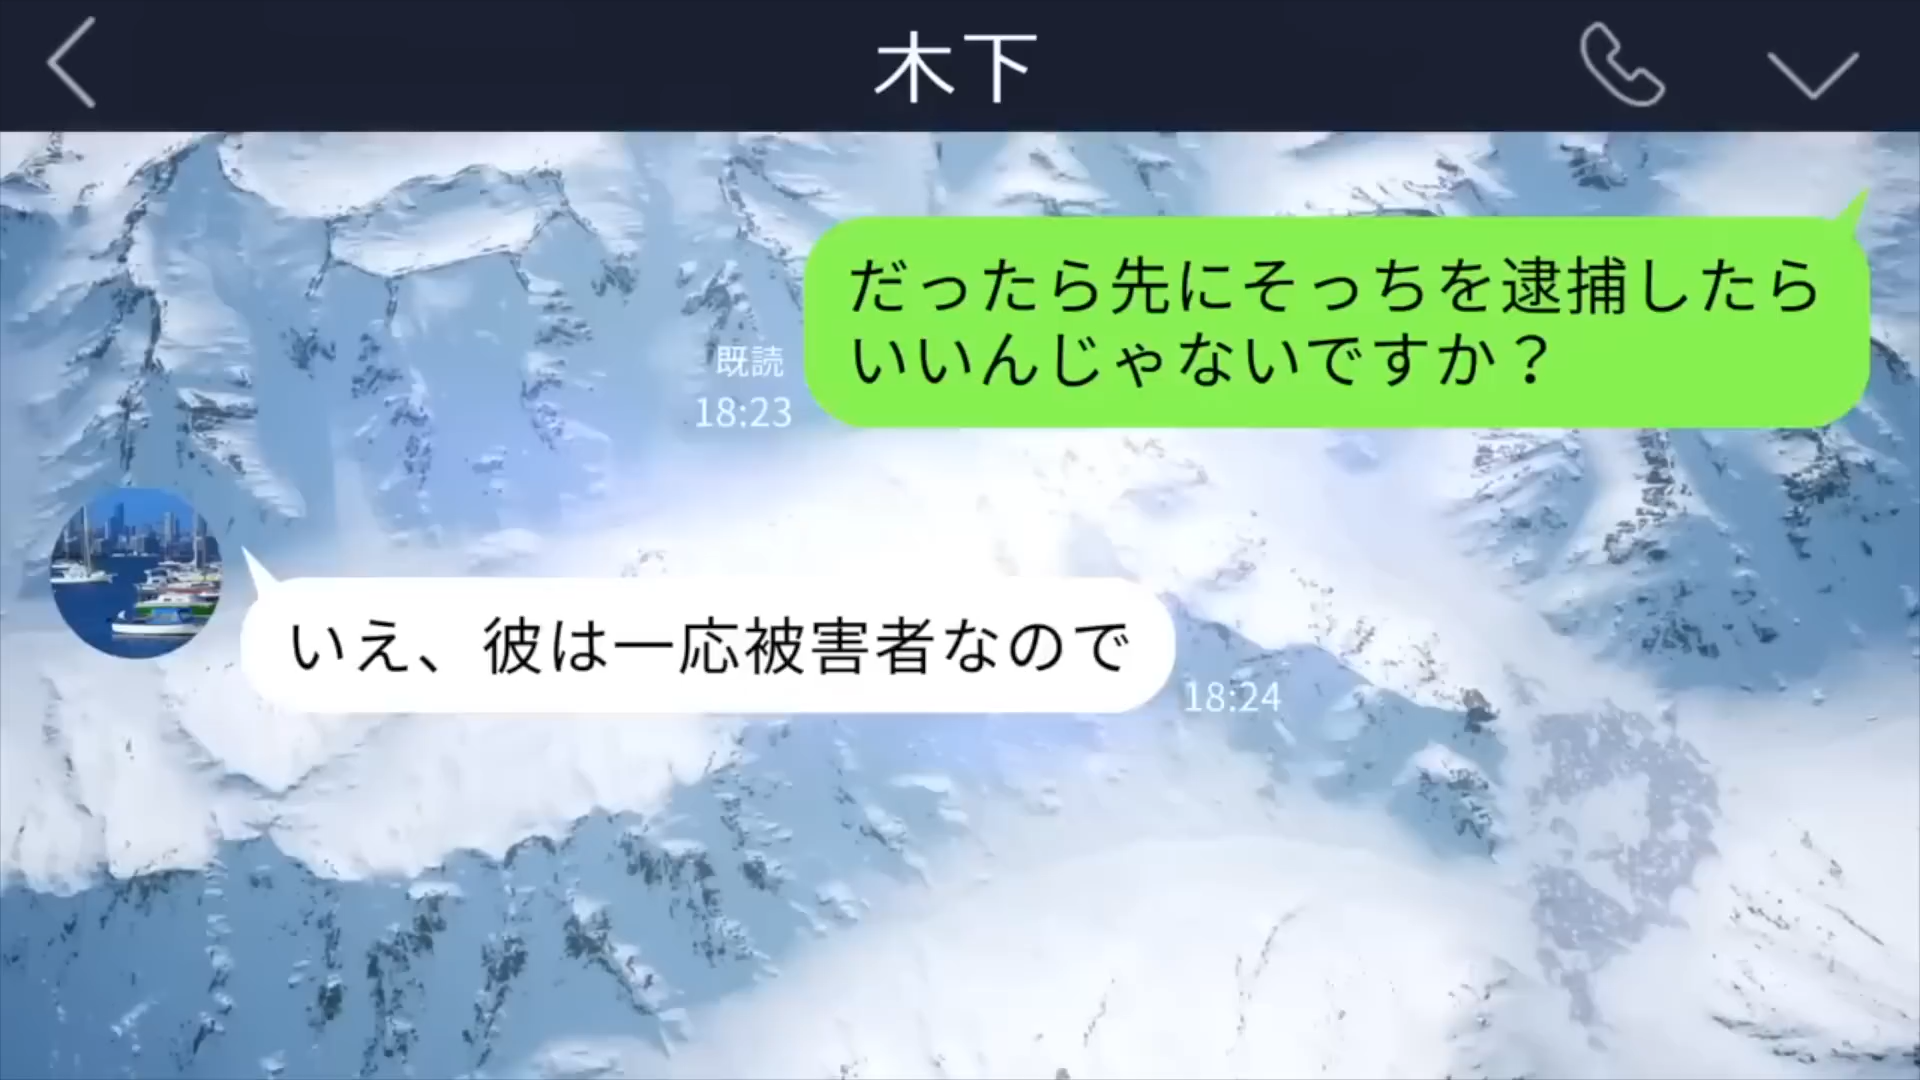 木下
だったら先にそっちを逮捕したら
いいんじゃないですか？
既読
18:23
いえ、彼は一応被害者なので
18:24